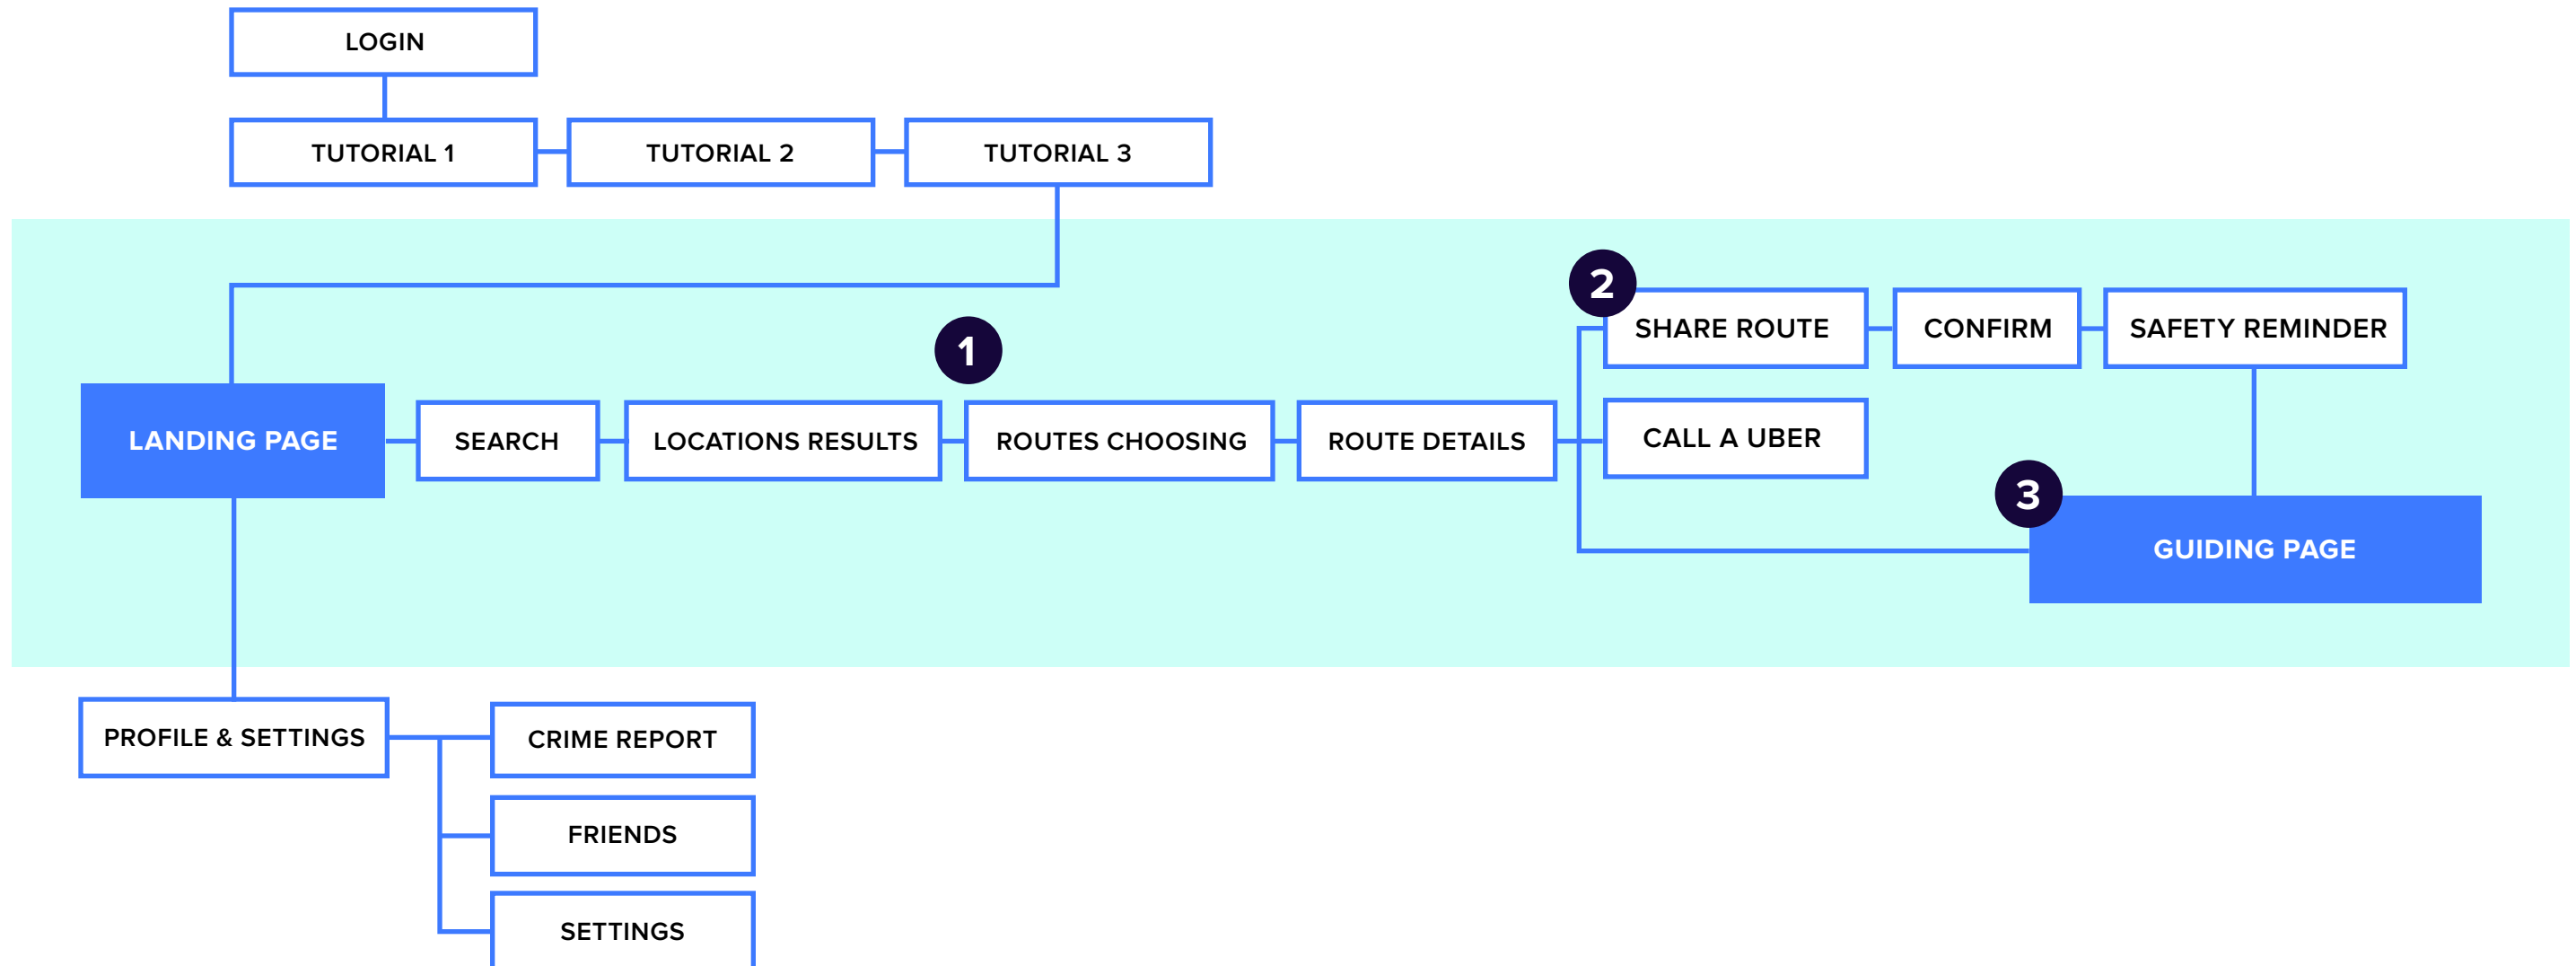 LOGIN
TUTORIAL 1
TUTORIAL 2
TUTORIAL 3
1
2
SHARE ROUTE
CONFIRM
SAFETY REMINDER
LANDING PAGE
SEARCH
LOCATIONS RESULTS
ROUTES CHOOSING
ROUTE DETAILS
CALL A UBER
3
GUIDING PAGE
PROFILE & SETTINGS
CRIME REPORT
FRIENDS
SETTINGS